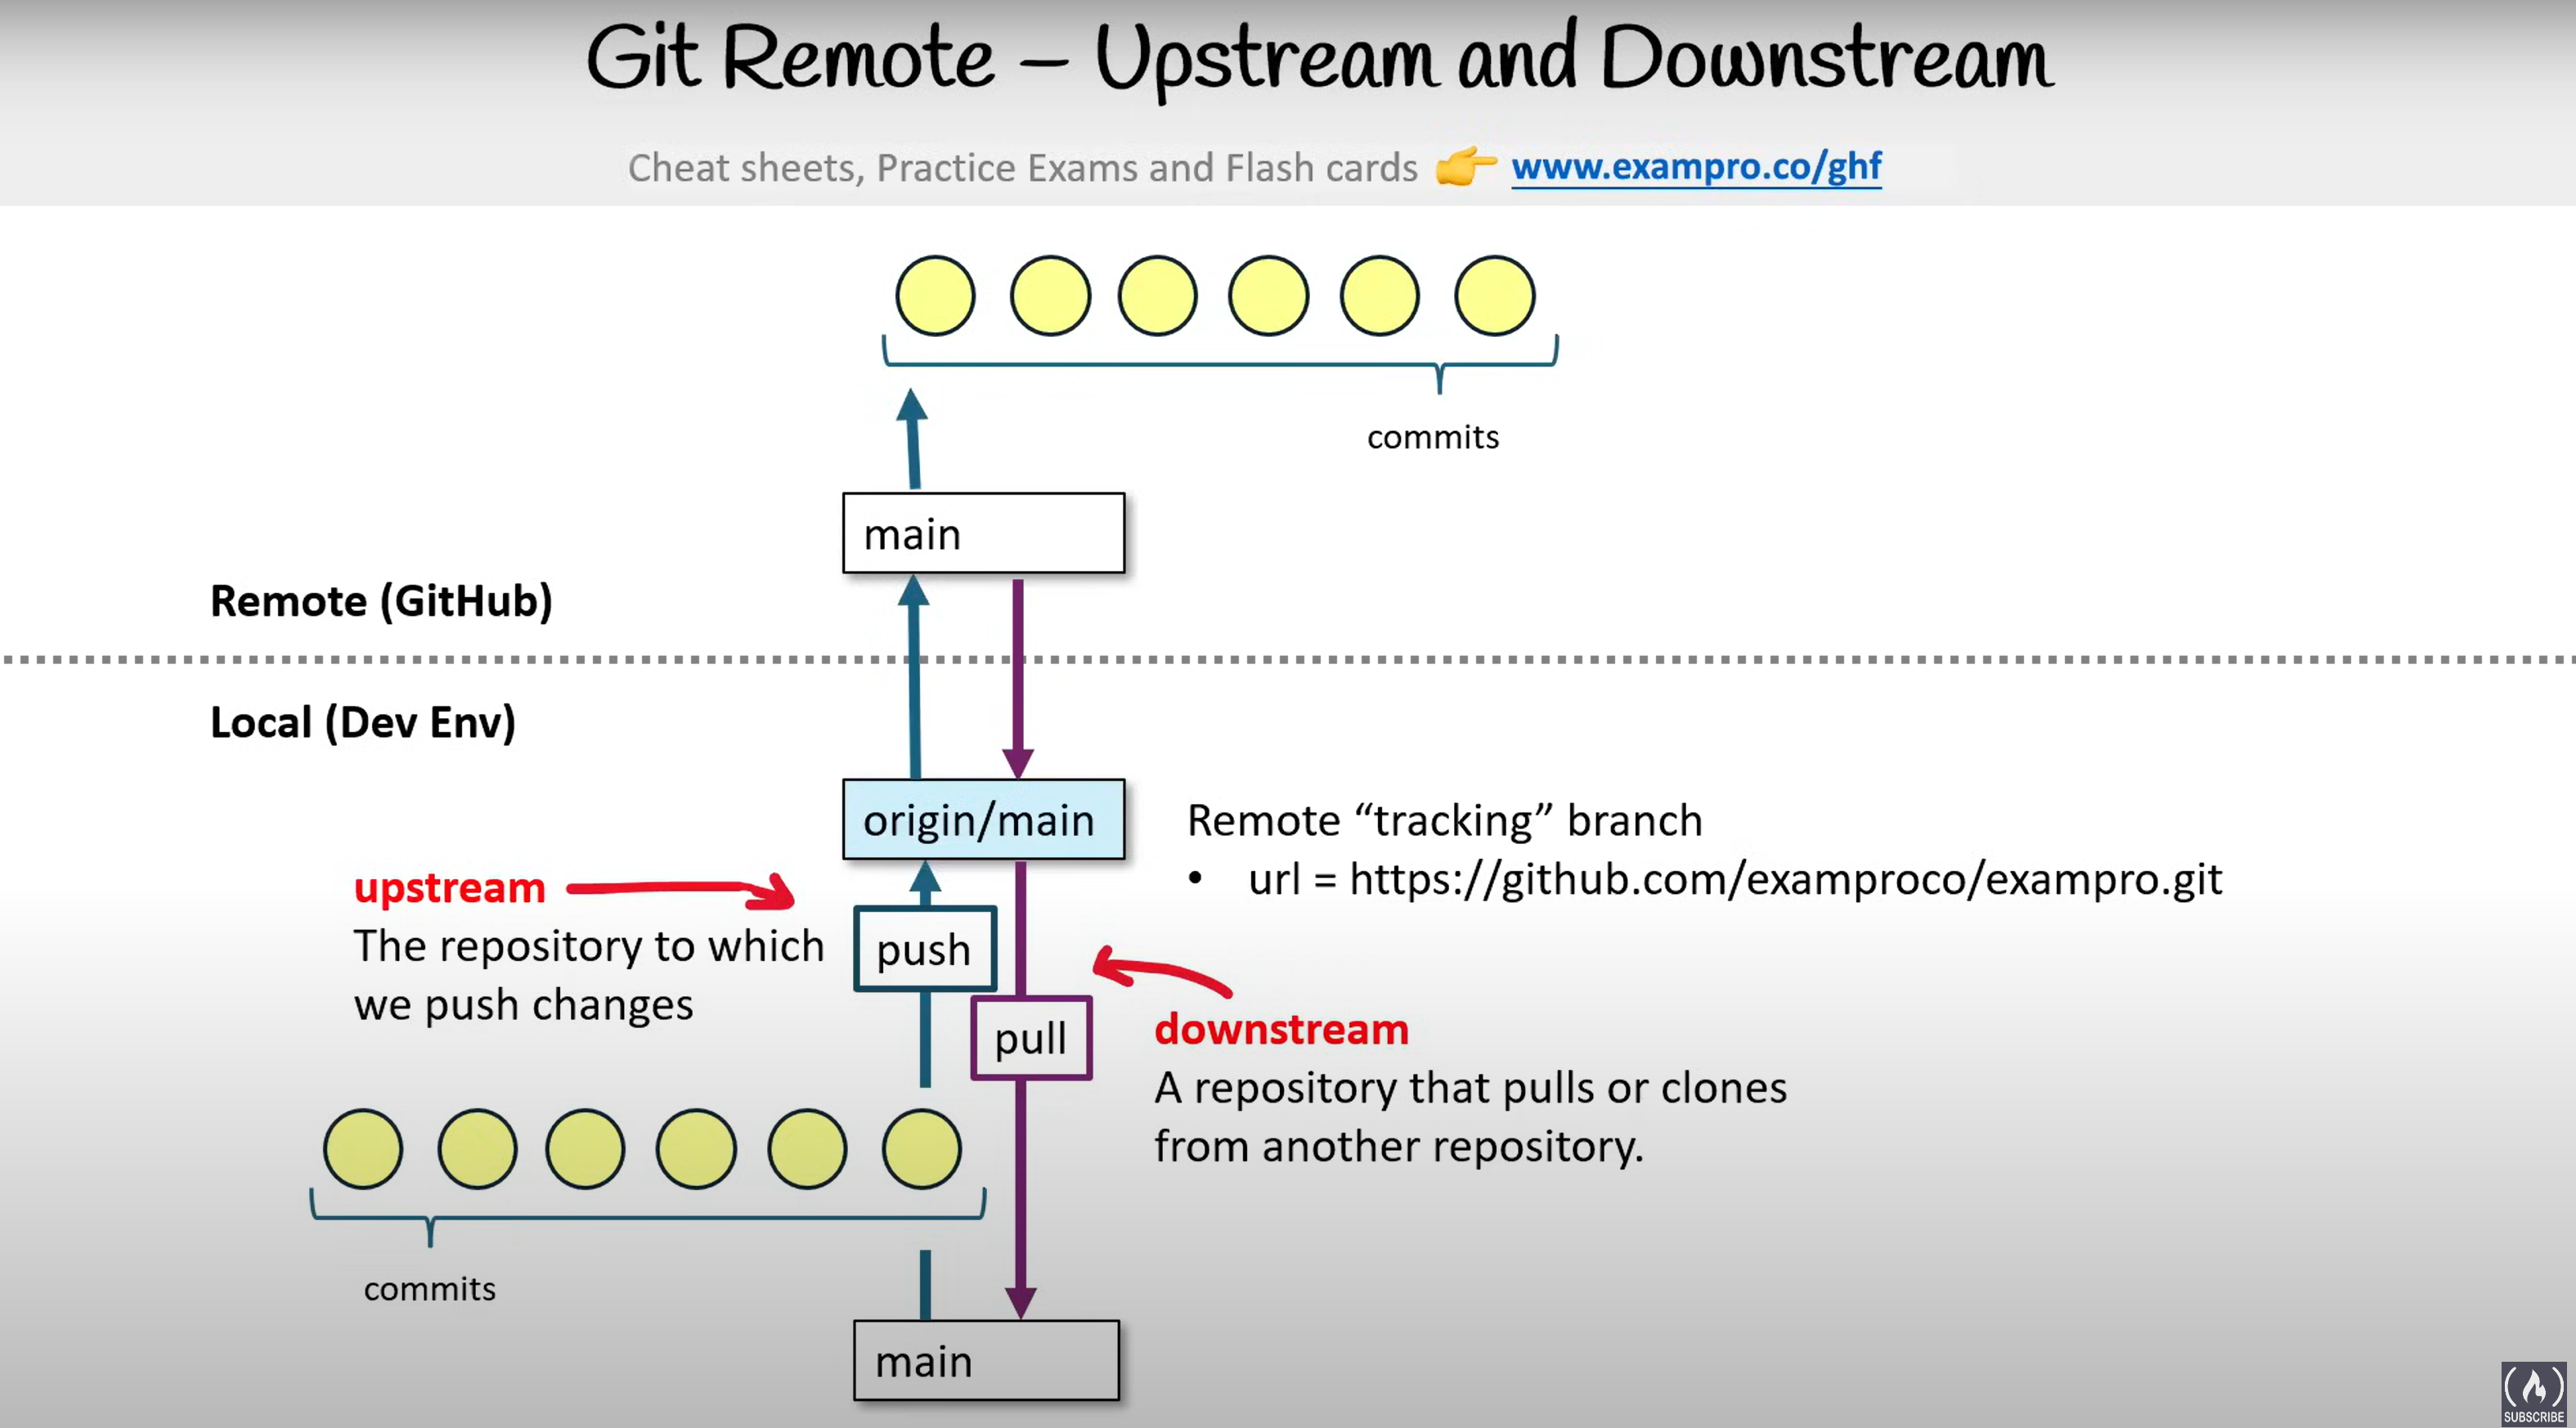 Git Remote – Upstream and Downstream
Cheat sheets, Practice Exams and Flash cards 👉 www.exampro.co/ghf
commits
main
Remote (GitHub)
Local (Dev Env)
origin/main
Remote “tracking” branch
• url = https://github.com/examproco/exampro.git
upstream
The repository to which
we push changes
push
pull
downstream
A repository that pulls or clones
from another repository.
commits
main
SUBSCRIBE